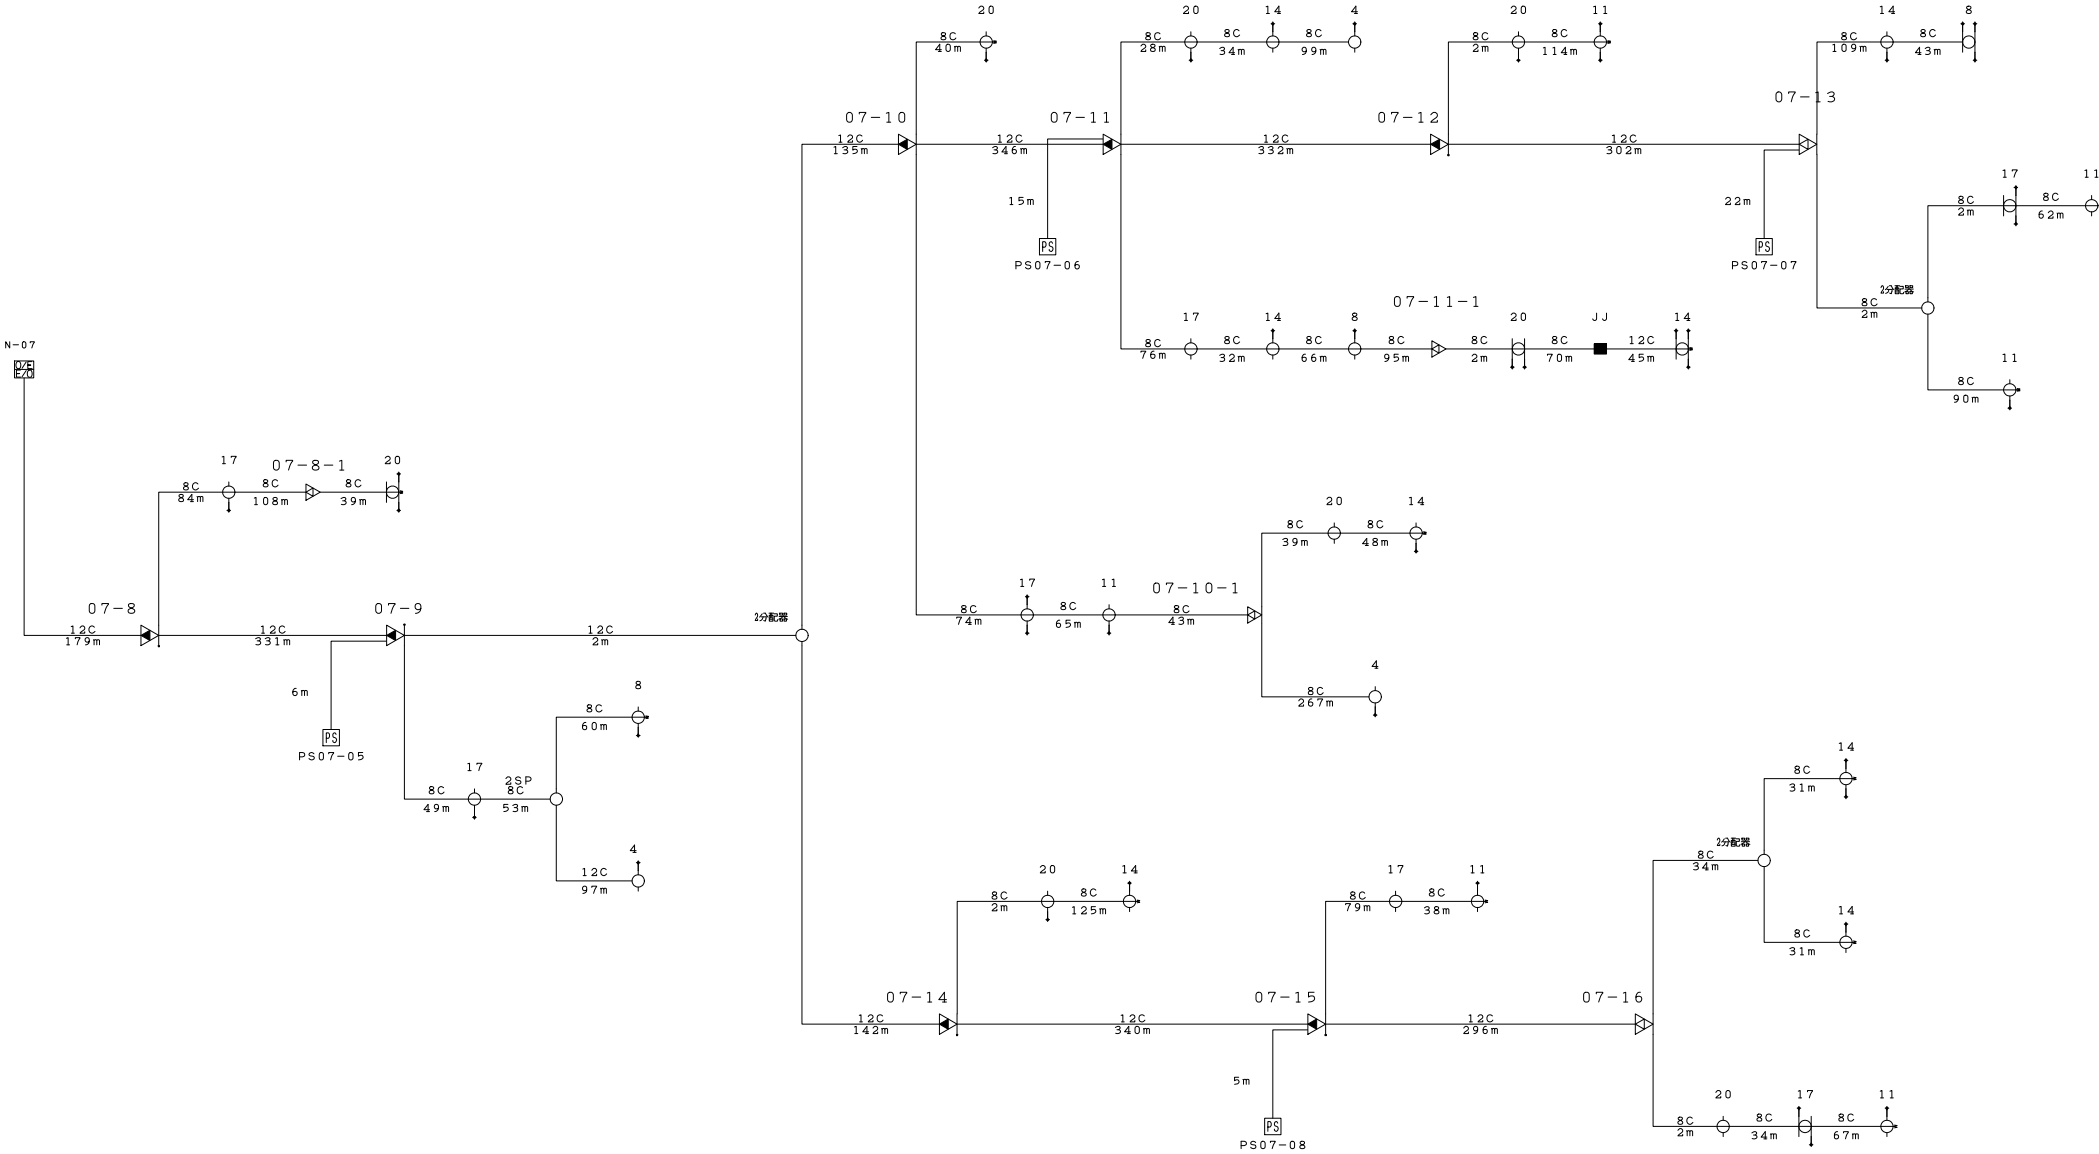 20
20
14
4
20
11
14
8
8C
40m
8C
28m
8C
34m
8C
99m
8C
2m
8C
114m
8C
109m
8C
43m
07-10
07-11
07-12
07-13
12C
135m
12C
346m
12C
332m
12C
302m
15m
PS
PS07-06
22m
PS
PS07-07
17
11
8C
2m
8C
62m
2分配器
8C
2m
11
8C
90m
07-11-1
17
14
8
20
JJ
14
8C
76m
8C
32m
8C
66m
8C
95m
8C
2m
8C
70m
12C
45m
N-07
O/E
E/O
17
07-8-1
20
8C
84m
8C
108m
8C
39m
20
14
8C
39m
8C
48m
17
11
07-10-1
8C
74m
8C
65m
8C
43m
4
8C
267m
07-8
07-9
2分配器
12C
179m
12C
331m
12C
2m
6m
PS
PS07-05
8
8C
60m
17
2SP
8C
49m
8C
53m
4
12C
97m
14
8C
31m
2分配器
8C
34m
14
8C
31m
20
14
8C
2m
8C
125m
17
11
8C
79m
8C
38m
07-14
07-15
07-16
12C
142m
12C
340m
12C
296m
5m
PS
PS07-08
20
17
11
8C
2m
8C
34m
8C
67m